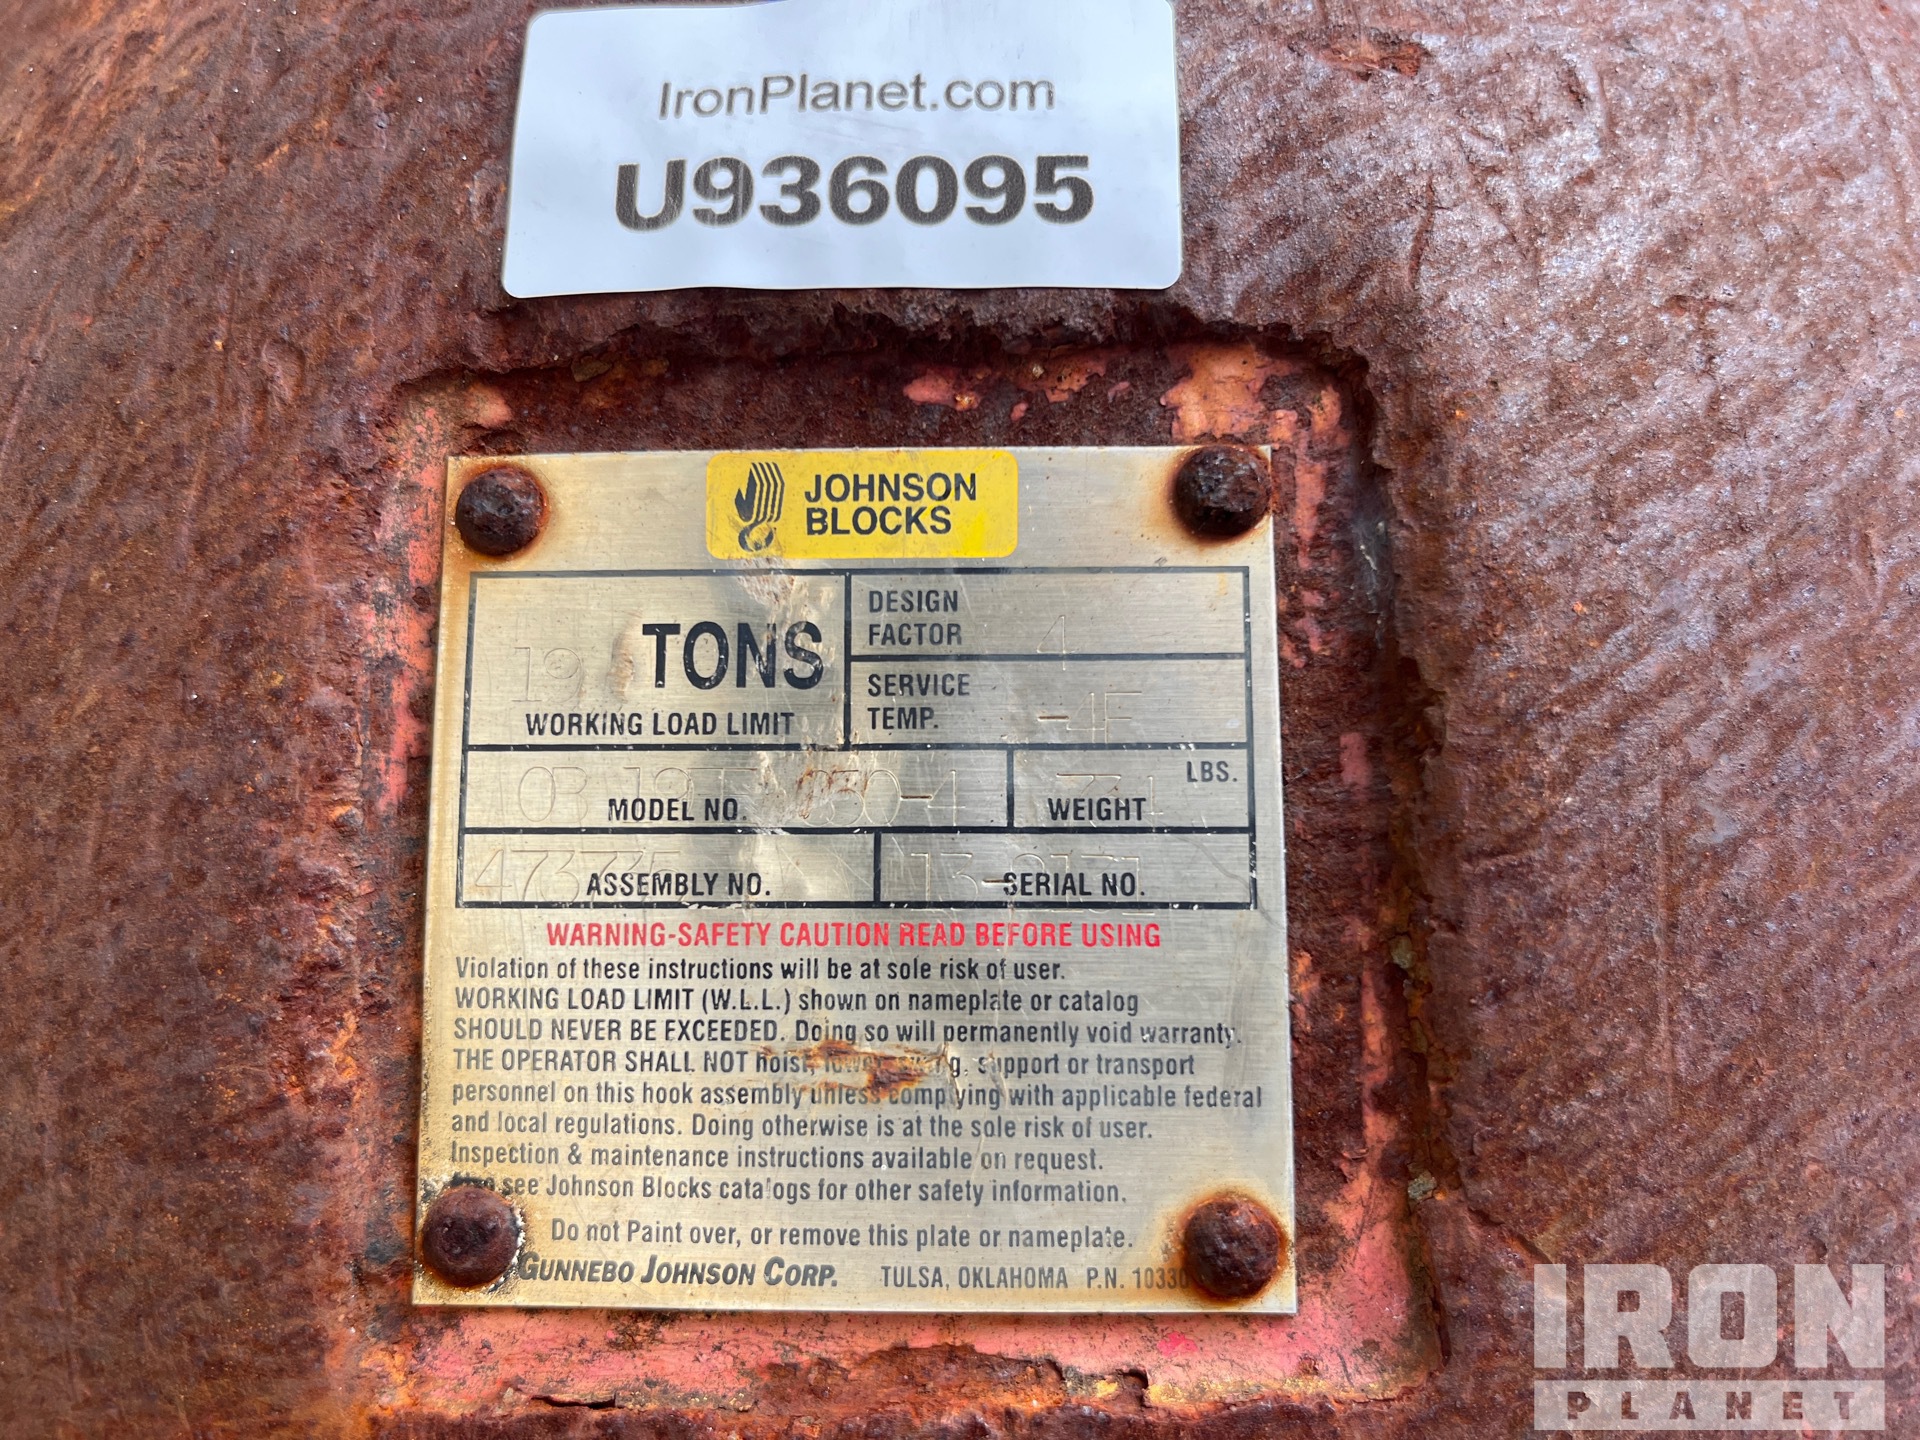 IronPlanet.com
U936095
JOHNSON
BLOCKS
19 TONS
WORKING LOAD LIMIT
DESIGN
FACTOR 4
SERVICE
TEMP. -4F
LBS.
MODEL NO.
WEIGHT
ASSEMBLY NO.
SERIAL NO.
WARNING-SAFETY CAUTION READ BEFORE USING
Violation of these instructions will be at sole risk of user.
WORKING LOAD LIMIT (W.L.L.) shown on nameplate or catalog
SHOULD NEVER BE EXCEEDED. Doing so will permanently void warranty.
THE OPERATOR SHALL NOT hoist, support or transport
personnel on this hook assembly unless complying with applicable federal
and local regulations. Doing otherwise is at the sole risk of user.
Inspection & maintenance instructions available on request.
see Johnson Blocks catalogs for other safety information.
Do not Paint over, or remove this plate or nameplate.
GUNNEBO JOHNSON CORP. TULSA, OKLAHOMA P.N.
IRON
PLANET